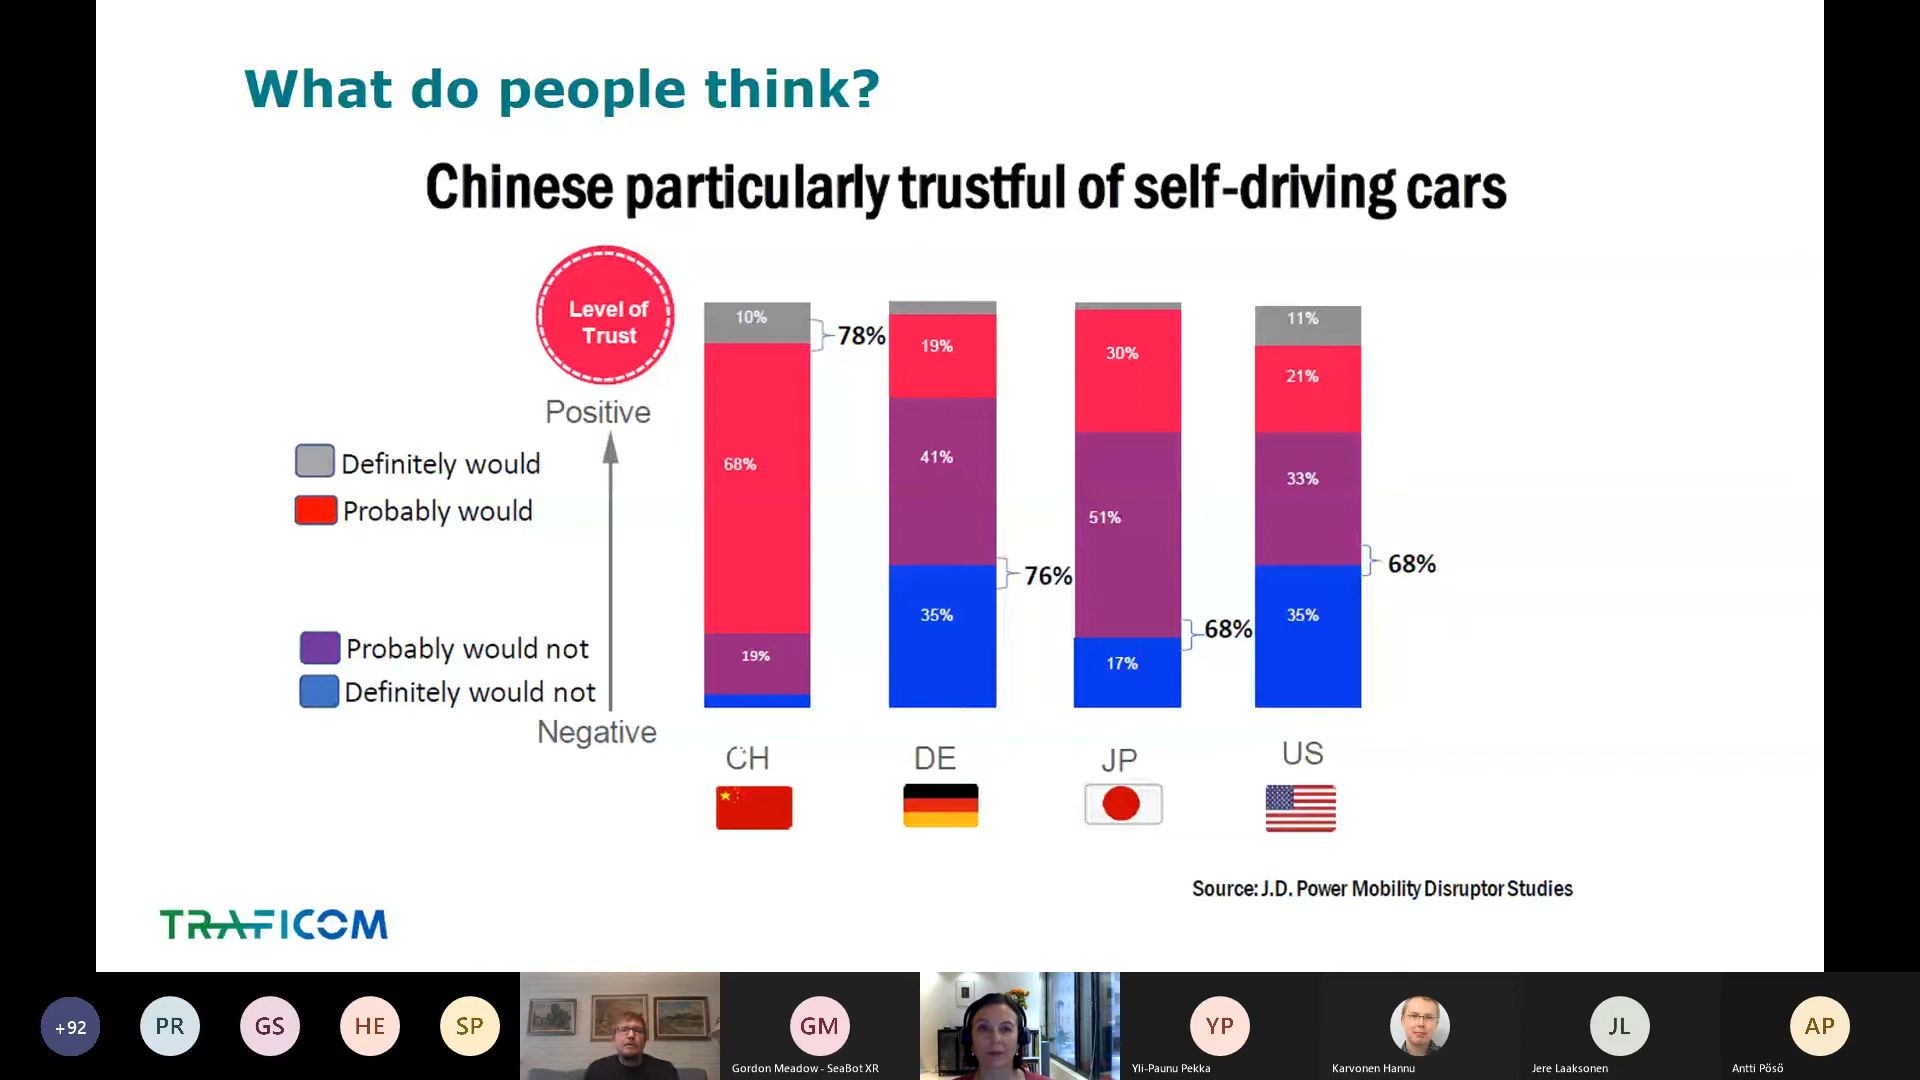 What do people think?
Chinese particularly trustful of self-driving cars
Level of
Trust
Positive
Definitely would
Probably would
Probably would not
Definitely would not
Negative
10%
78%
68%
19%
19%
41%
76%
35%
30%
51%
68%
17%
11%
21%
33%
68%
35%
CH
DE
JP
US
Source: J.D. Power Mobility Disruptor Studies
TRAFICOM
+92
PR
GS
HE
SP
GM
Gordon Meadow - SeaBot XR
YP
Yli-Paunu Pekka
Karvonen Hannu
JL
Jere Laaksonen
AP
Antti Pösö